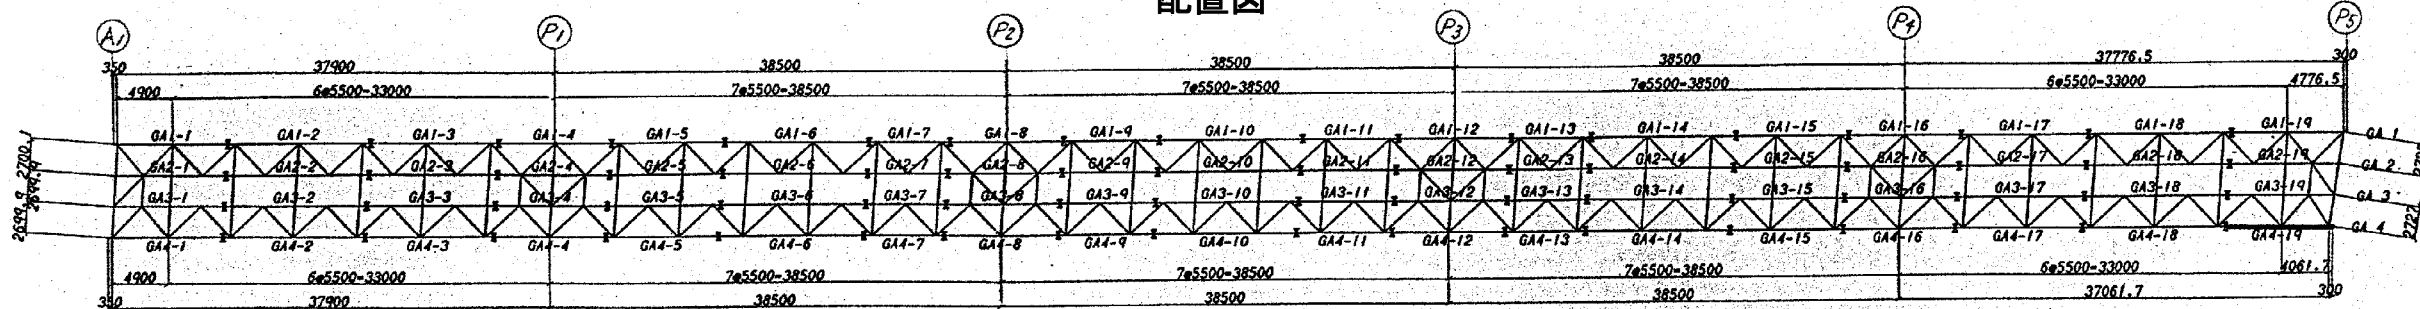 配置図
A1 P1 P2 P3 P4 P5
350 37900 38500 38500 38500 37776.5 300
4900 6@5500=33000 7@5500=38500 7@5500=38500 7@5500=38500 6@5500=33000 4776.5
GA1-1 GA1-2 GA1-3 GA1-4 GA1-5 GA1-6 GA1-7 GA1-8 GA1-9 GA1-10 GA1-11 GA1-12 GA1-13 GA1-14 GA1-15 GA1-16 GA1-17 GA1-18 GA1-19 GA 1
GA2-1 GA2-2 GA2-3 GA2-4 GA2-5 GA2-6 GA2-7 GA2-8 GA2-9 GA2-10 GA2-11 GA2-12 GA2-13 GA2-14 GA2-15 GA2-16 GA2-17 GA2-18 GA2-19 GA 2
GA3-1 GA3-2 GA3-3 GA3-4 GA3-5 GA3-6 GA3-7 GA3-8 GA3-9 GA3-10 GA3-11 GA3-12 GA3-13 GA3-14 GA3-15 GA3-16 GA3-17 GA3-18 GA3-19 GA 3
GA4-1 GA4-2 GA4-3 GA4-4 GA4-5 GA4-6 GA4-7 GA4-8 GA4-9 GA4-10 GA4-11 GA4-12 GA4-13 GA4-14 GA4-15 GA4-16 GA4-17 GA4-18 GA4-19 GA 4
2699.9 2699.9 2700.1
4900 6@5500=33000 7@5500=38500 7@5500=38500 7@5500=38500 6@5500=33000 4061.7
350 37900 38500 38500 38500 37061.7 300